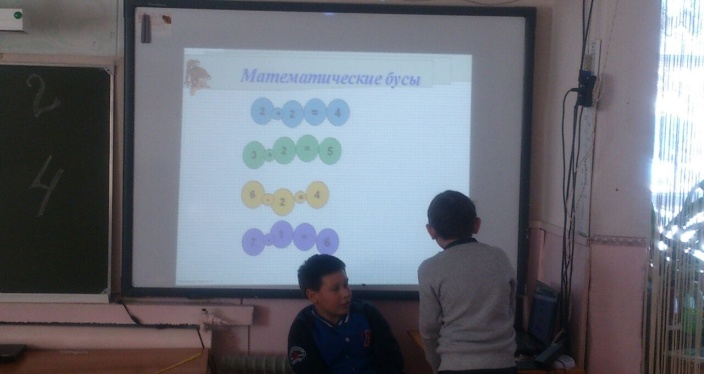 Математические бусы
2 + 2 = 4
3 + 2 = 5
6 - 2 = 4
7 - 1 = 6
2
4